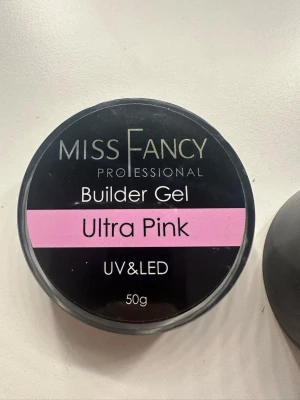 MISS FANCY
PROFESSIONAL
Builder Gel
Ultra Pink
UV&LED
50g